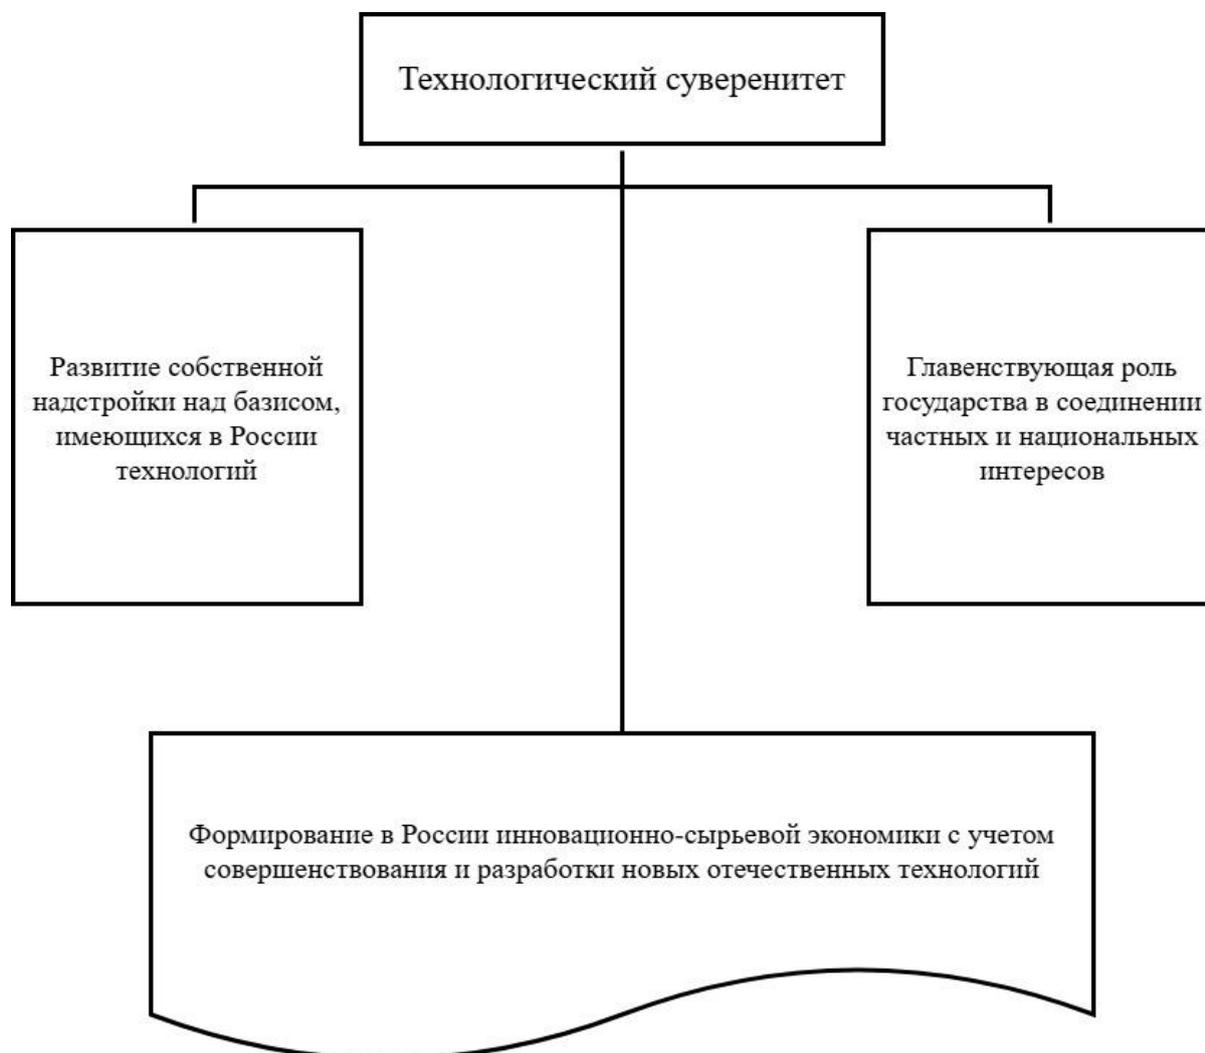 Технологический суверенитет
Развитие собственной
надстройки над базисом,
имеющихся в России
технологий
Главенствующая роль
государства в соединении
частных и национальных
интересов
Формирование в России инновационно-сырьевой экономики с учетом
совершенствования и разработки новых отечественных технологий